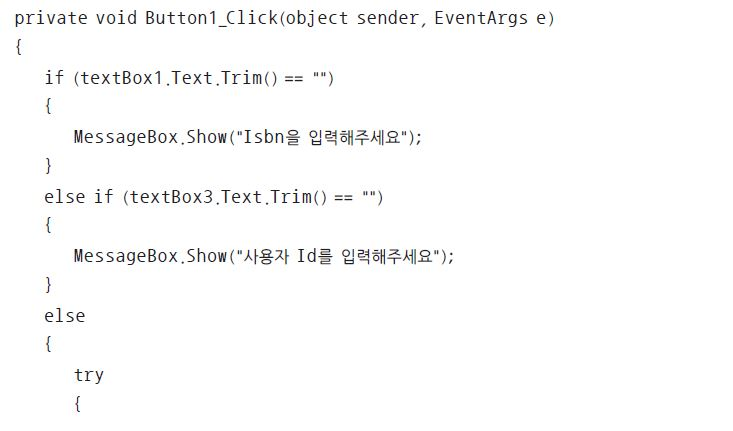 private void Button1_Click(object sender, EventArgs e)
{
if (textBox1.Text.Trim() == "")
{
MessageBox.Show("Isbn을 입력해주세요");
}
else if (textBox3.Text.Trim() == "")
{
MessageBox.Show("사용자 Id를 입력해주세요");
}
else
{
try
{